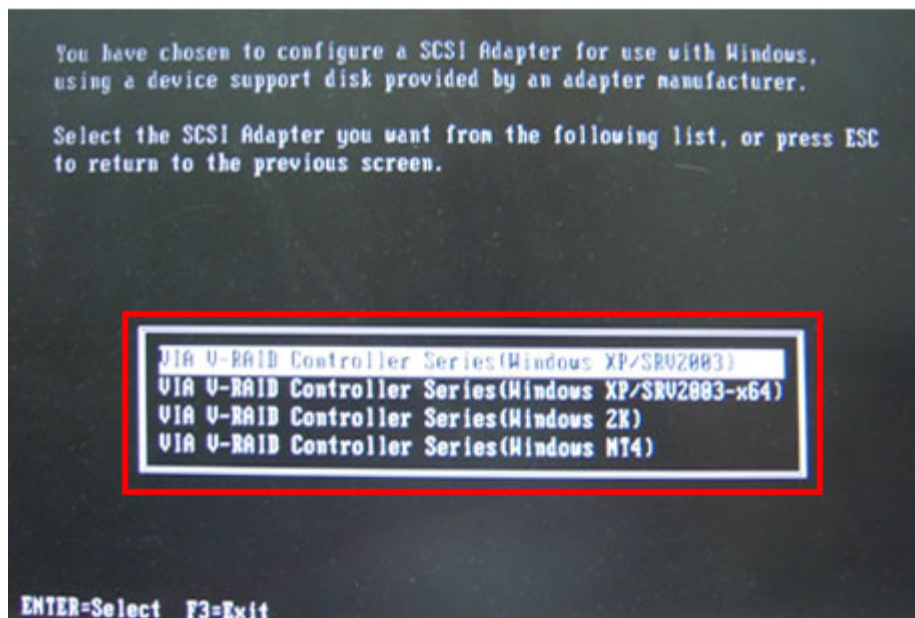 You have chosen to configure a SCSI Adapter for use with Windows,
using a device support disk provided by an adapter manufacturer.
Select the SCSI Adapter you want from the following list, or press ESC
to return to the previous screen.
VIA V-RAID Controller Series(Windows XP/SRV2003)
VIA V-RAID Controller Series(Windows XP/SRV2003-x64)
VIA V-RAID Controller Series(Windows 2K)
VIA V-RAID Controller Series(Windows NT4)
ENTER=Select F3=Exit